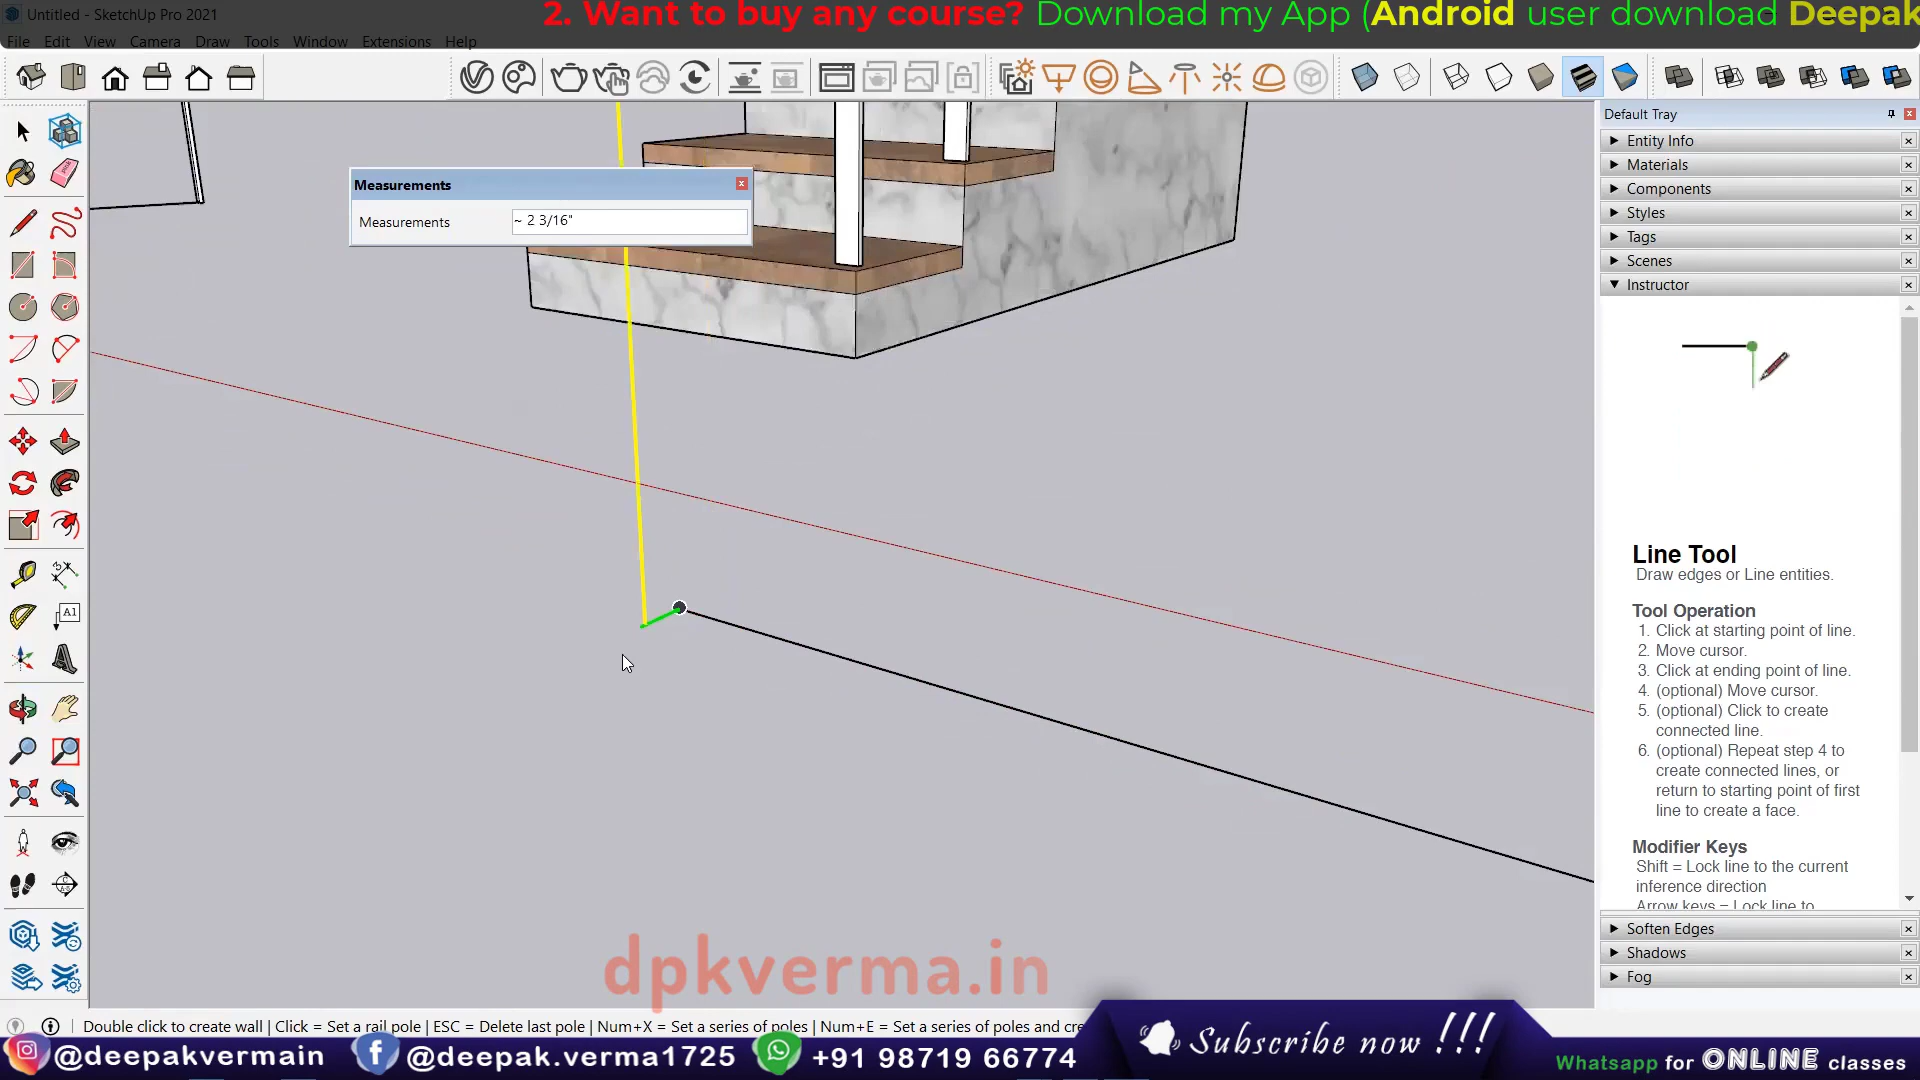 Untitled - SketchUp Pro 2021
2. Want to buy any course? Download my App (Android user download Deepak
File Edit View Camera Draw Tools Window Extensions Help
Default Tray
Entity Info
Materials
Components
Styles
Tags
Scenes
Instructor
Measurements
Measurements ~ 2 3/16"
A1
Line Tool
Draw edges or Line entities.
Tool Operation
1. Click at starting point of line.
2. Move cursor.
3. Click at ending point of line.
4. (optional) Move cursor.
5. (optional) Click to create
connected line.
6. (optional) Repeat step 4 to
create connected lines, or
return to starting point of first
line to create a face.
Modifier Keys
Shift = Lock line to the current
inference direction
Arrow keys = Lock line to
Soften Edges
Shadows
Fog
dpkverma.in
Double click to create wall | Click = Set a rail pole | ESC = Delete last pole | Num+X = Set a series of poles | Num+E = Set a series of poles and cre
@deepakvermain @deepak.verma1725 +91 98719 66774
Subscribe now !!!
Whatsapp for ONLINE classes